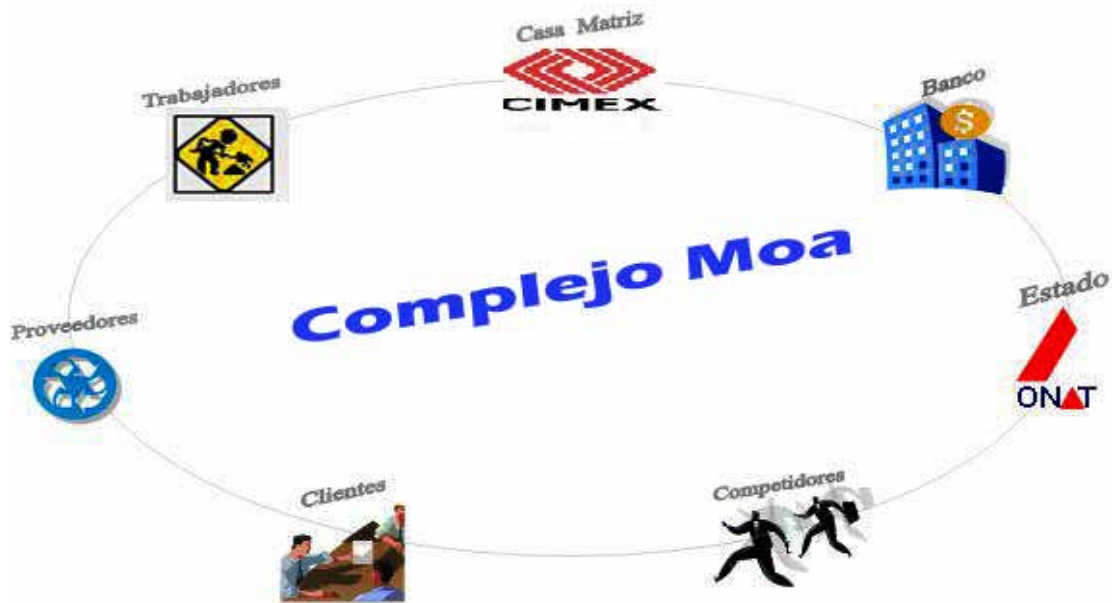 Casa Matriz
CIMEX
Trabajadores
Banco
$
Complejo Moa
Estado
ONAT
Proveedores
Clientes
Competidores